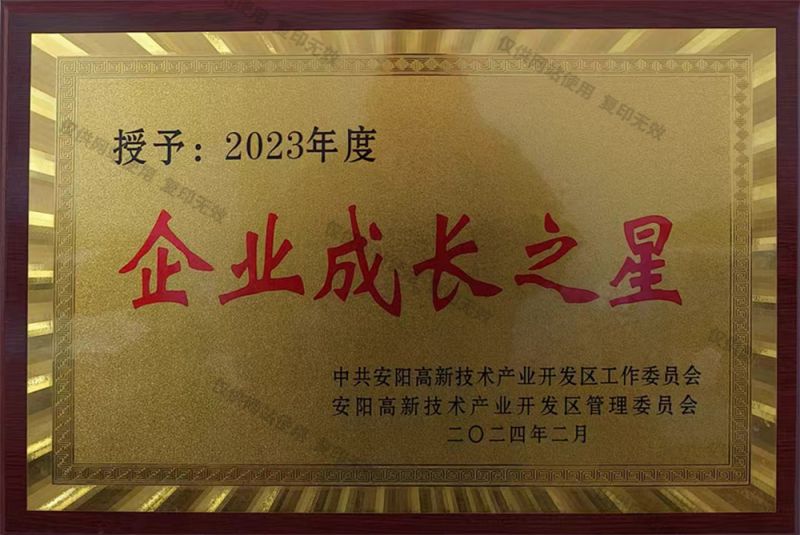 授予：2023年度
企业成长之星
中共安阳高新技术产业开发区工作委员会
安阳高新技术产业开发区管理委员会
二〇二四年二月
仅供网站使用 复印无效
仅供网站使用 复印无效